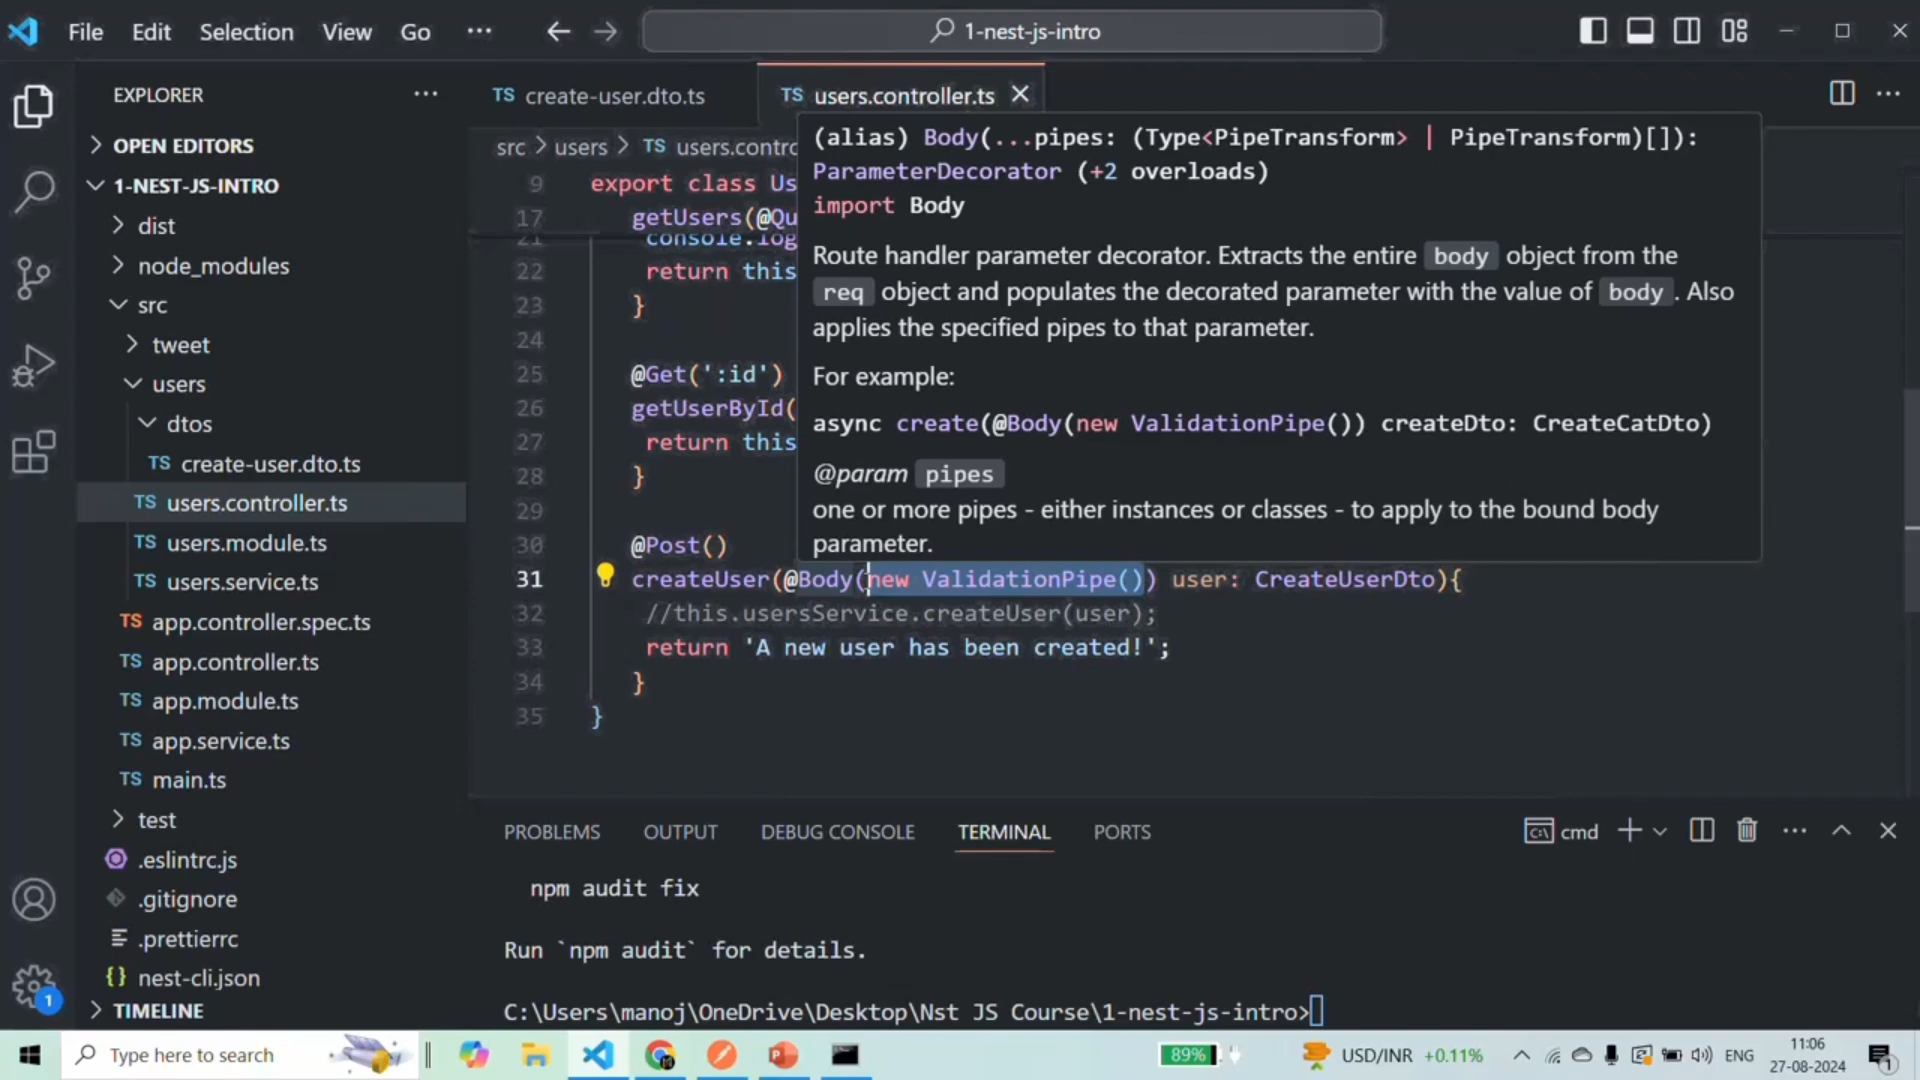 File Edit Selection View Go ··· 1-nest-js-intro
EXPLORER ···
OPEN EDITORS
1-NEST-JS-INTRO
dist
node_modules
src
tweet
users
dtos
TS create-user.dto.ts
TS users.controller.ts
TS users.module.ts
TS users.service.ts
TS app.controller.spec.ts
TS app.controller.ts
TS app.module.ts
TS app.service.ts
TS main.ts
test
.eslintrc.js
.gitignore
.prettierrc
{} nest-cli.json
TIMELINE
1
TS create-user.dto.ts TS users.controller.ts
src > users > TS users.contro
9 export class Us
17 getUsers(@Qu
21 console.log
22 return this
23 }
24
25 @Get(':id')
26 getUserById(
27 return this
28 }
29
30 @Post()
31 createUser(@Body(new ValidationPipe()) user: CreateUserDto){
32 //this.usersService.createUser(user);
33 return 'A new user has been created!';
34 }
35 }
(alias) Body(...pipes: (Type<PipeTransform> | PipeTransform)[]):
ParameterDecorator (+2 overloads)
import Body
Route handler parameter decorator. Extracts the entire body object from the
req object and populates the decorated parameter with the value of body . Also
applies the specified pipes to that parameter.
For example:
async create(@Body(new ValidationPipe()) createDto: CreateCatDto)
@param pipes
one or more pipes - either instances or classes - to apply to the bound body
parameter.
PROBLEMS OUTPUT DEBUG CONSOLE TERMINAL PORTS cmd
npm audit fix
Run `npm audit` for details.
C:\Users\manoj\OneDrive\Desktop\Nst JS Course\1-nest-js-intro>
Type here to search 89% USD/INR +0.11% ENG 11:06
27-08-2024
1